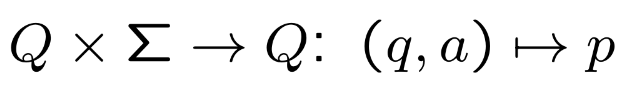 Q × Σ → Q: (q, a) ↦ p